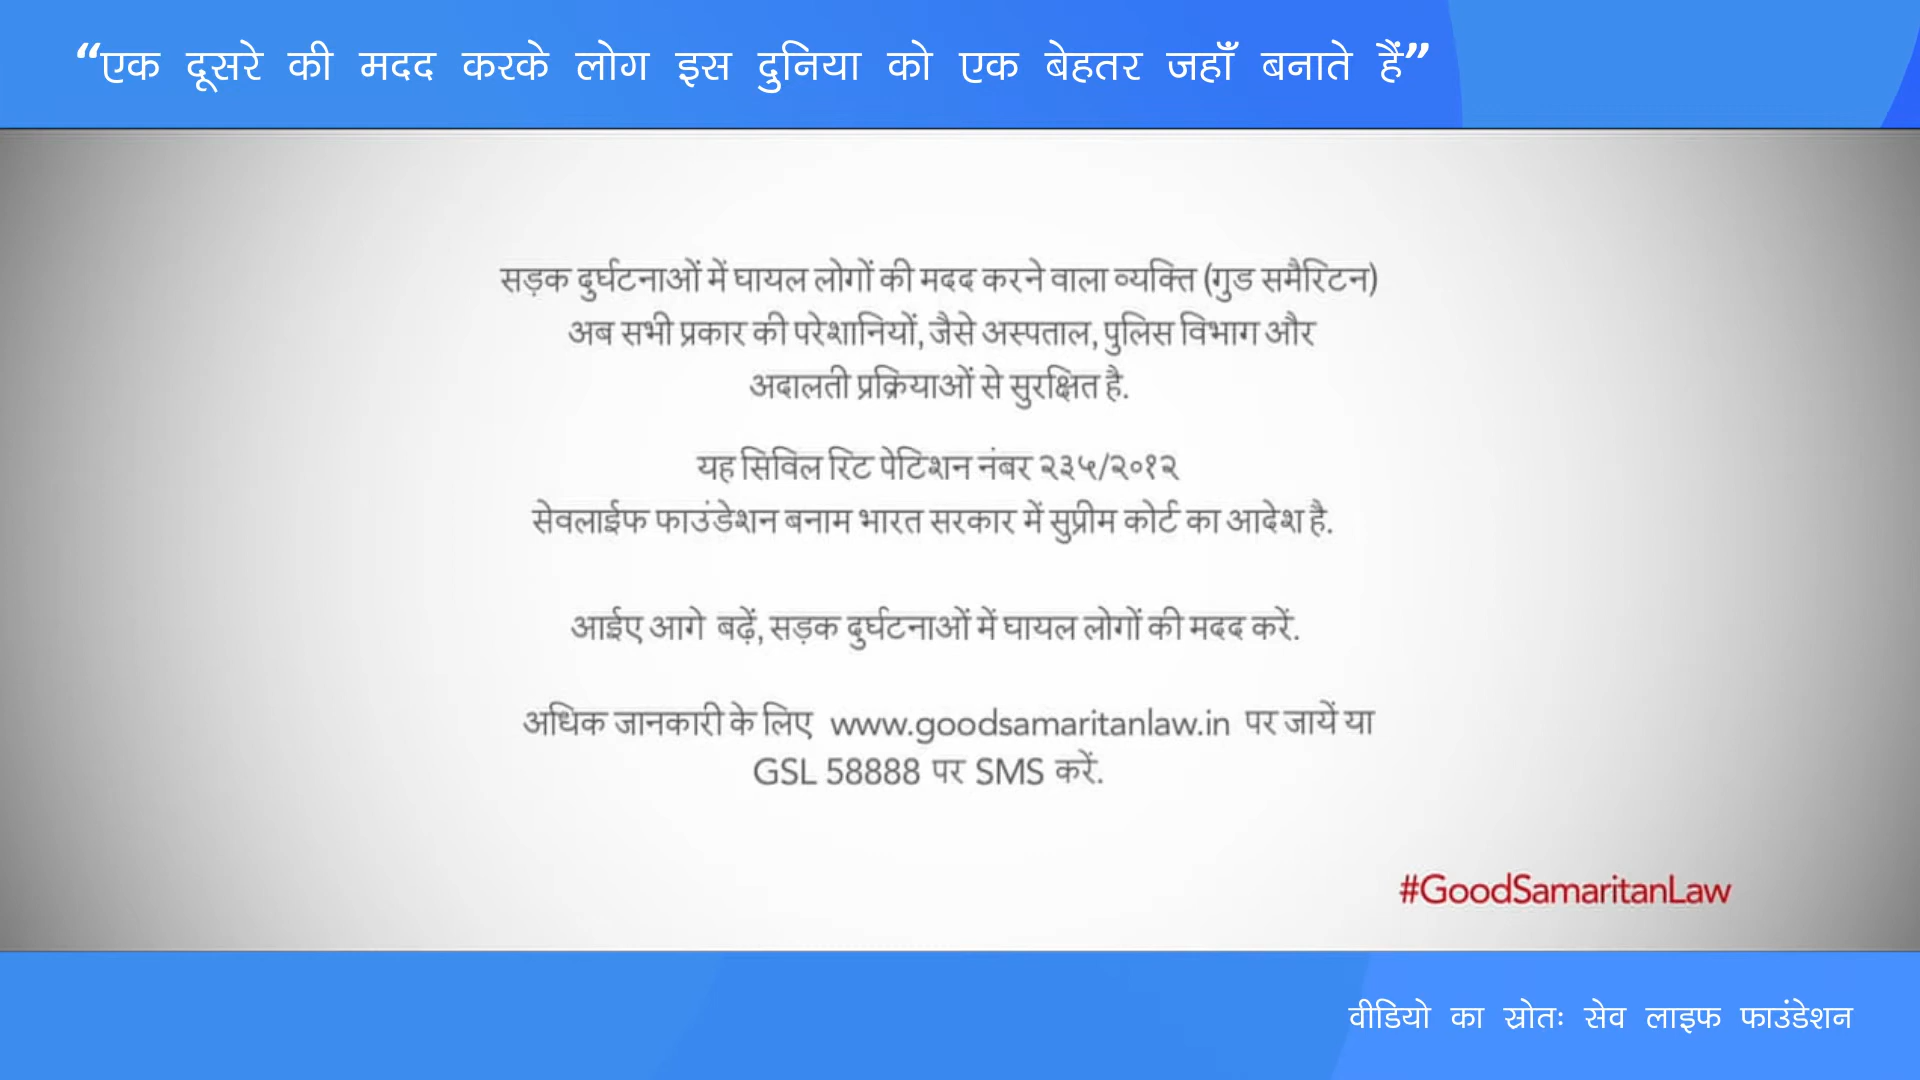 “एक दूसरे की मदद करके लोग इस दुनिया को एक बेहतर जहाँ बनाते हैं”
सड़क दुर्घटनाओं में घायल लोगों की मदद करने वाला व्यक्ति (गुड समैरिटन)
अब सभी प्रकार की परेशानियों, जैसे अस्पताल, पुलिस विभाग और
अदालती प्रक्रियाओं से सुरक्षित है.
यह सिविल रिट पेटिशन नंबर २३५/२०१२
सेवलाईफ फाउंडेशन बनाम भारत सरकार में सुप्रीम कोर्ट का आदेश है.
आईए आगे बढ़ें, सड़क दुर्घटनाओं में घायल लोगों की मदद करें.
अधिक जानकारी के लिए www.goodsamaritanlaw.in पर जायें या
GSL 58888 पर SMS करें.
#GoodSamaritanLaw
वीडियो का स्रोतः सेव लाइफ फाउंडेशन